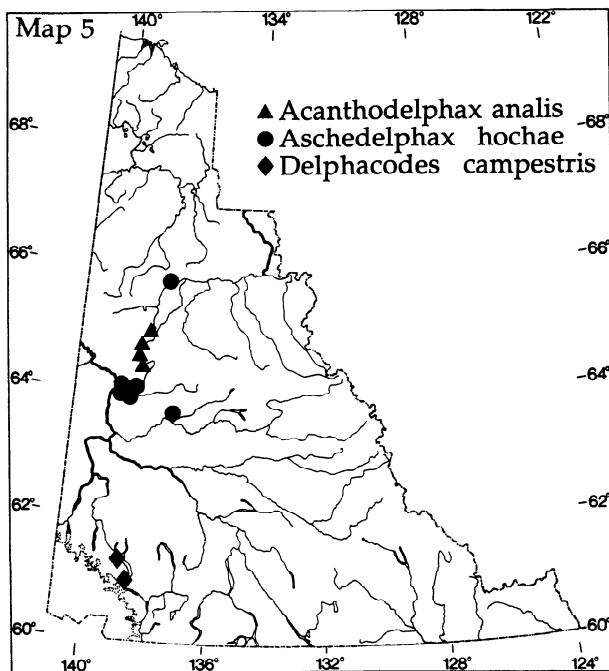 Map 5
140° 134° 128° 122°
▲ Acanthodelphax analis
● Aschedelphax hochae
◆ Delphacodes campestris
68° 68°
66° 66°
64° 64°
62° 62°
60° 60°
140° 136° 132° 128° 124°